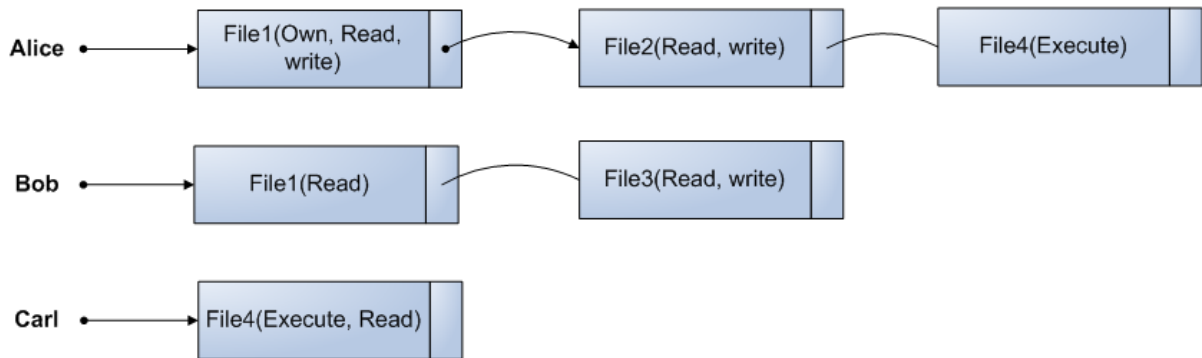 Alice
File1(Own, Read,
write)
File2(Read, write)
File4(Execute)
Bob
File1(Read)
File3(Read, write)
Carl
File4(Execute, Read)